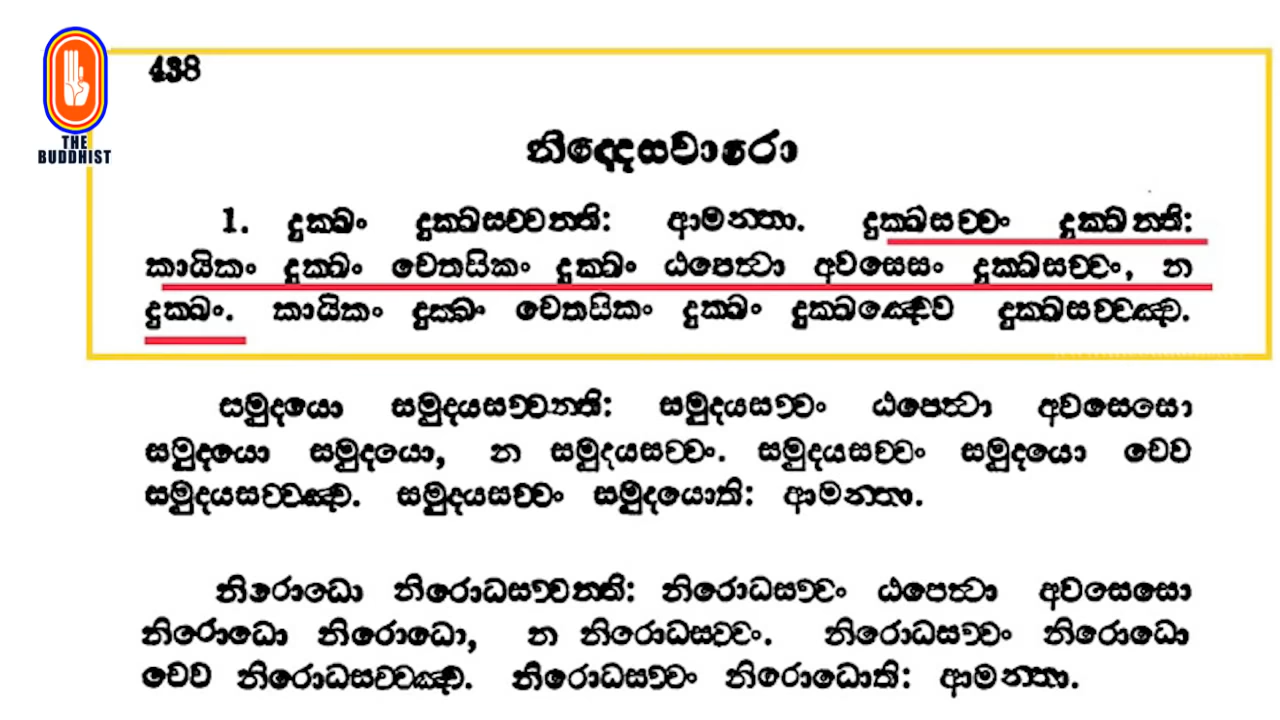 THE
BUDDHIST
438
නිද්දෙසවාරො
1. දුක්ඛං දුක්ඛසච්චන්ති: ආමන්තා. දුක්ඛසච්චං දුක්ඛන්ති:
කායිකං දුක්ඛං චෙතසිකං දුක්ඛං ඨපෙත්වා අවසෙසං දුක්ඛසච්චං, න
දුක්ඛං. කායිකං දුක්ඛං චෙතසිකං දුක්ඛං දුක්ඛඤ්චෙව දුක්ඛසච්චඤ්ච.
සමුදයො සමුදයසච්චන්ති: සමුදයසච්චං ඨපෙත්වා අවසෙසො
සමුදයො සමුදයො, න සමුදයසච්චං. සමුදයසච්චං සමුදයො චෙව
සමුදයසච්චඤ්ච. සමුදයසච්චං සමුදයොති: ආමන්තා.
නිරොධො නිරොධසච්චන්ති: නිරොධසච්චං ඨපෙත්වා අවසෙසො
නිරොධො නිරොධො, න නිරොධසච්චං. නිරොධසච්චං නිරොධො
චෙව නිරොධසච්චඤ්ච. නිරොධසච්චං නිරොධොති: ආමන්තා.